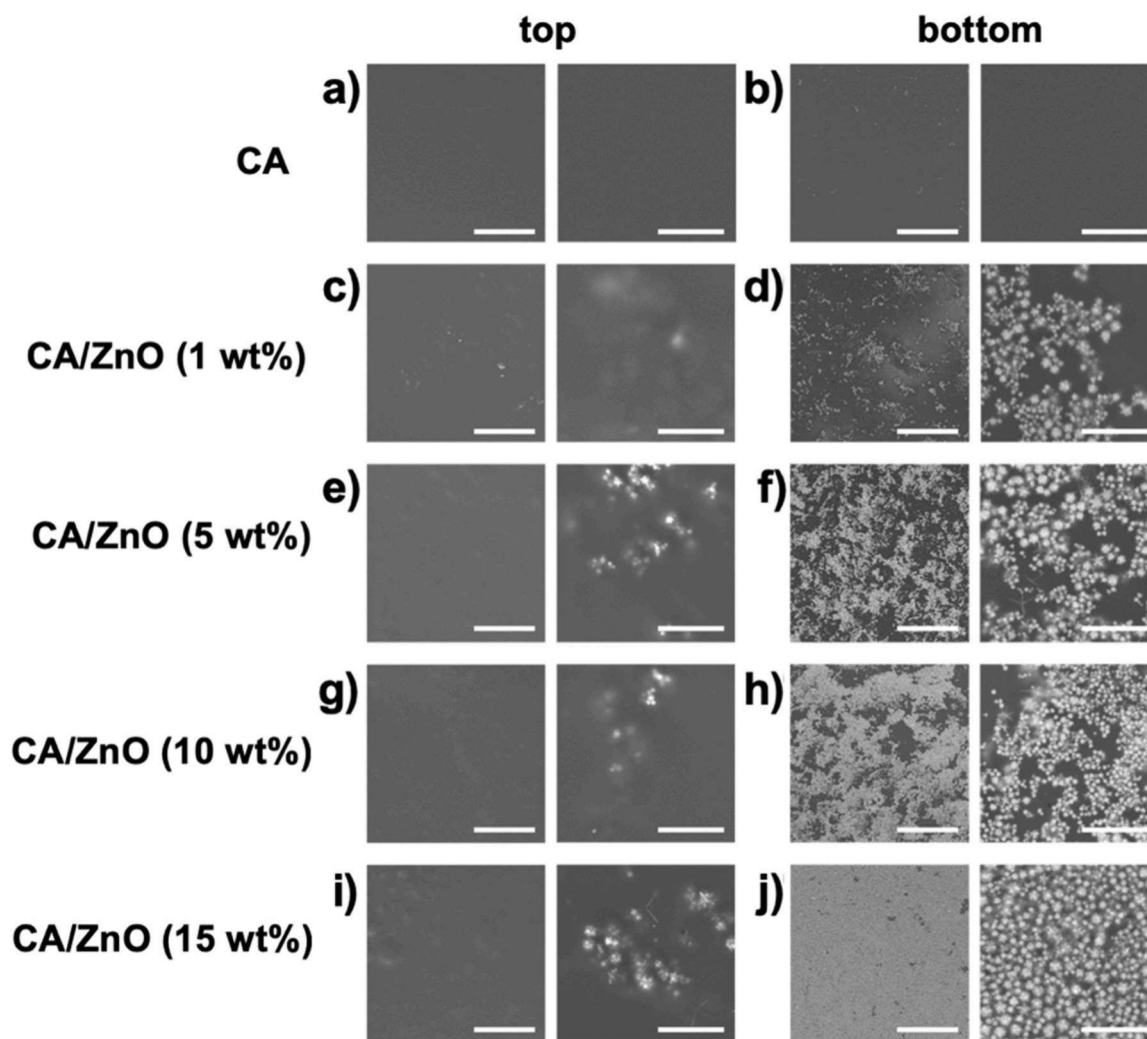 top bottom
a) b)
CA
c) d)
CA/ZnO (1 wt%)
e) f)
CA/ZnO (5 wt%)
g) h)
CA/ZnO (10 wt%)
i) j)
CA/ZnO (15 wt%)